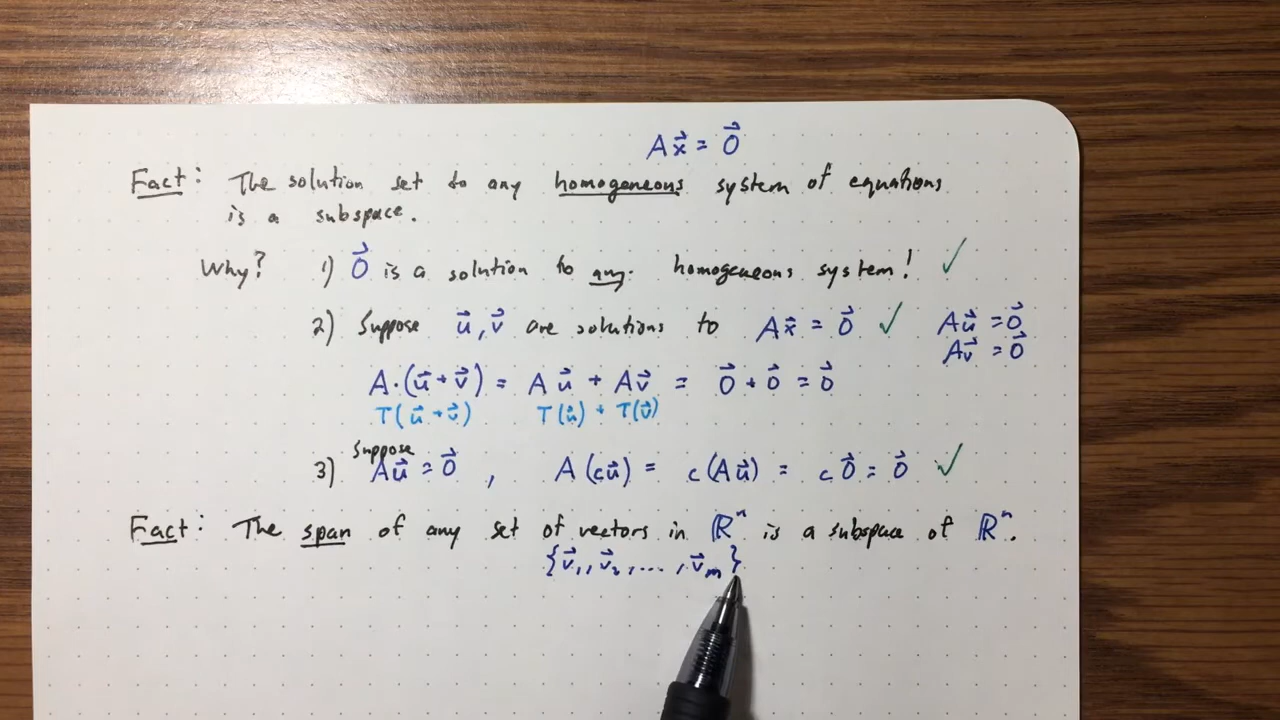 A x⃗ = 0⃗
Fact: The solution set to any homogeneous system of equations
is a subspace.
Why? 1) 0⃗ is a solution to any homogeneous system! ✓
2) Suppose u⃗, v⃗ are solutions to A x⃗ = 0⃗ ✓ A u⃗ = 0⃗
A v⃗ = 0⃗
A·(u⃗ + v⃗) = A u⃗ + A v⃗ = 0⃗ + 0⃗ = 0⃗
T(u⃗ + v⃗) T(u⃗) + T(v⃗)
Suppose
3) A u⃗ = 0⃗ , A(c u⃗) = c(A u⃗) = c 0⃗ = 0⃗ ✓
Fact: The span of any set of vectors in ℝⁿ is a subspace of ℝⁿ.
{v⃗₁, v⃗₂, ..., v⃗ₘ}